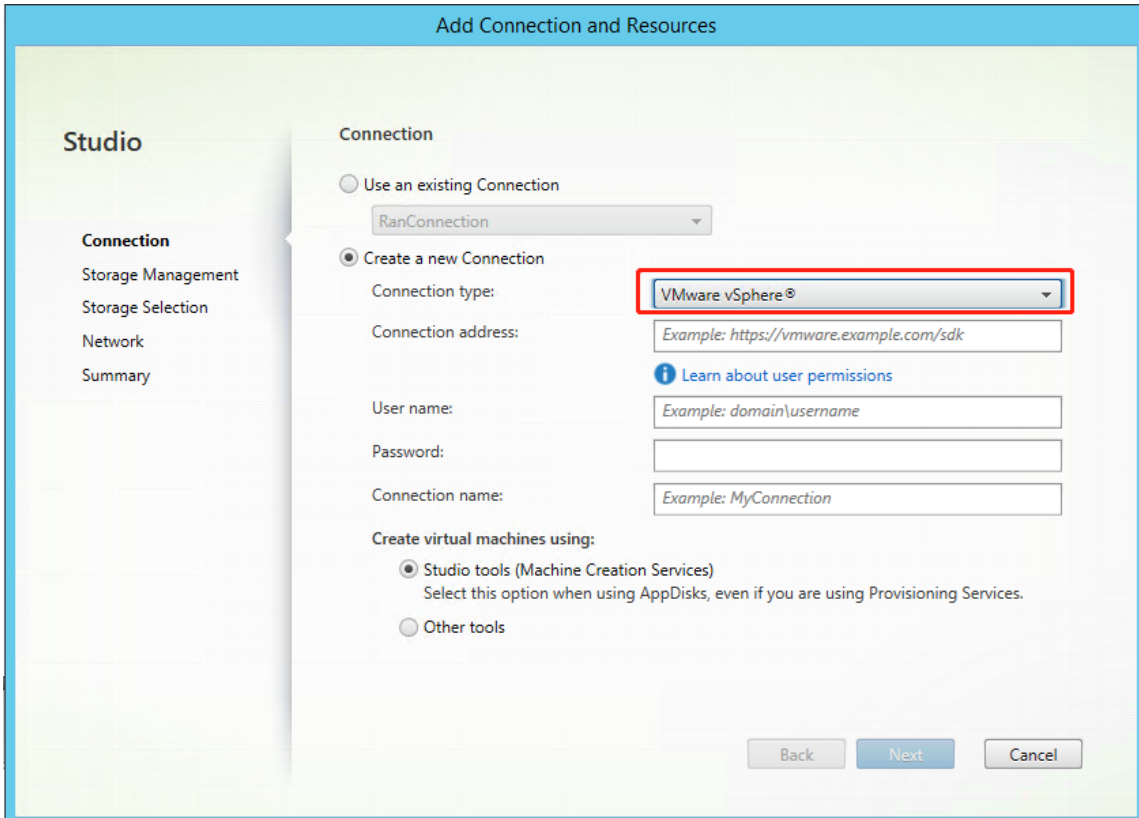 Add Connection and Resources
Studio
Connection
Storage Management
Storage Selection
Network
Summary
Connection
Use an existing Connection
RanConnection
Create a new Connection
Connection type:
VMware vSphere®
Connection address:
Example: https://vmware.example.com/sdk
Learn about user permissions
User name:
Example: domain\username
Password:
Connection name:
Example: MyConnection
Create virtual machines using:
Studio tools (Machine Creation Services)
Select this option when using AppDisks, even if you are using Provisioning Services.
Other tools
Back
Next
Cancel